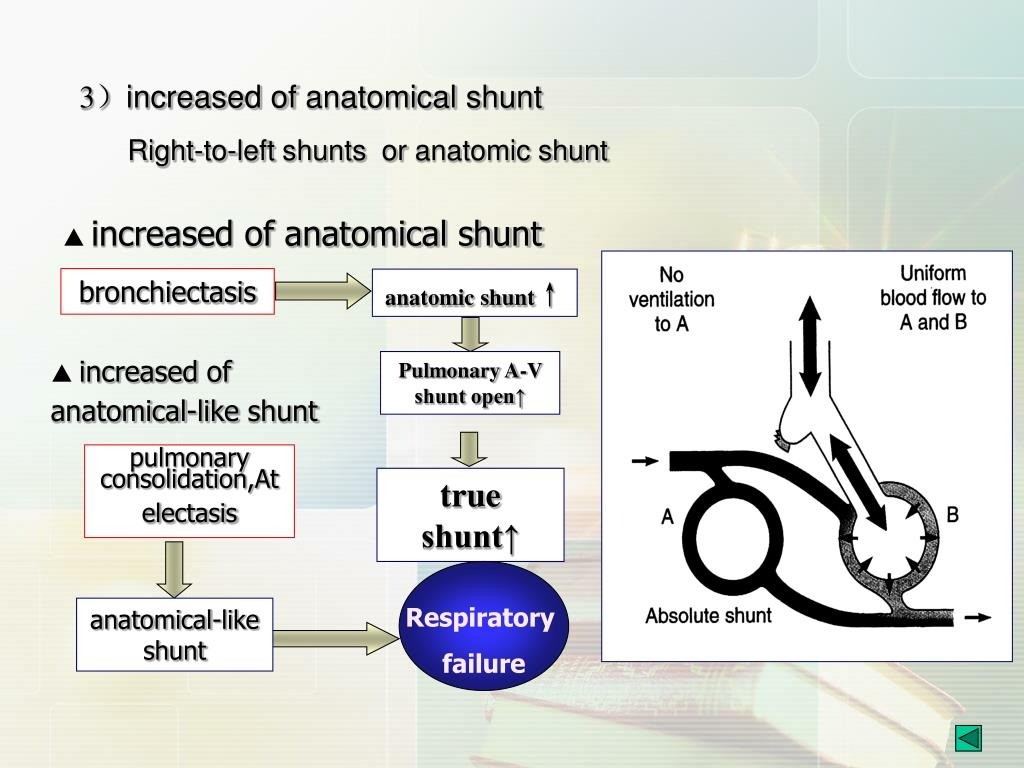 3）increased of anatomical shunt
Right-to-left shunts or anatomic shunt
▲increased of anatomical shunt
bronchiectasis
anatomic shunt ↑
Pulmonary A-V
shunt open↑
▲ increased of
anatomical-like shunt
pulmonary
consolidation,At
electasis
true
shunt↑
anatomical-like
shunt
Respiratory
failure
No
ventilation
to A
Uniform
blood flow to
A and B
A
B
Absolute shunt